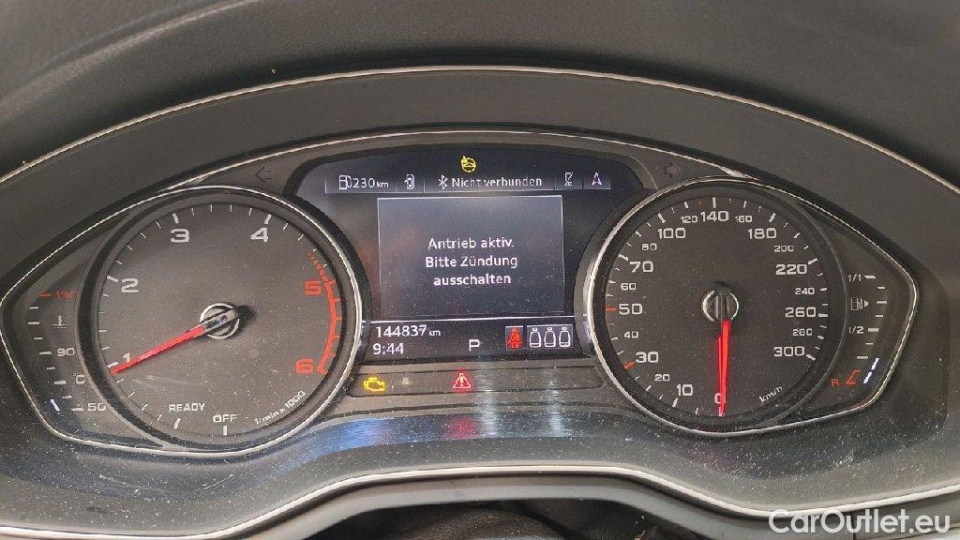 230 km
Nicht verbunden
Antrieb aktiv.
Bitte Zündung
ausschalten
144837 km
9:44
P
1 2 3 4 5 6
READY
OFF
1/min x 1000
130
90
50
0 10 20 30 50 60 70 80 100 120 140 160 180 200 220 240 260 280 300
km/h
1/1
1/2
R
CarOutlet.eu